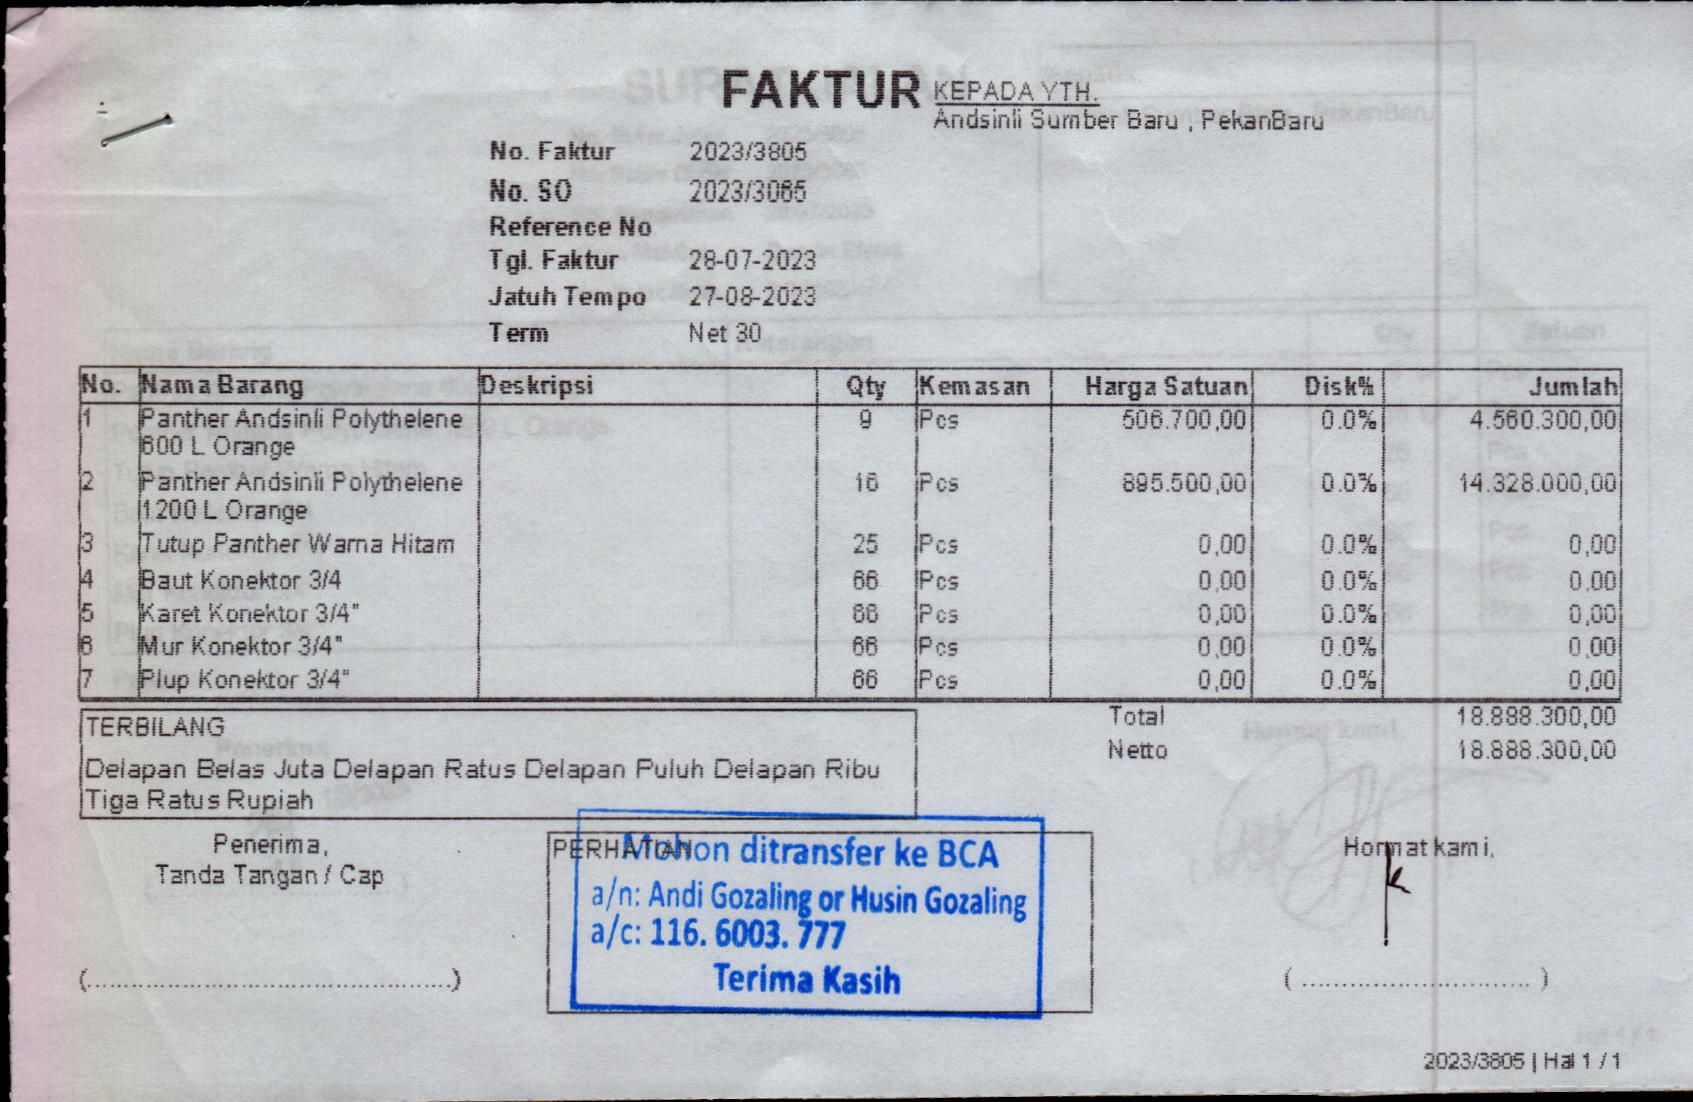 FAKTUR
KEPADA YTH.
Andsinli Sumber Baru , PekanBaru
No. Faktur 2023/3805
No. SO 2023/3065
Reference No
Tgl. Faktur 28-07-2023
Jatuh Tempo 27-08-2023
Term Net 30
No. Nama Barang Deskripsi Qty Kemasan Harga Satuan Disk% Jumlah
1 Panther Andsinli Polythelene 9 Pcs 506.700,00 0.0% 4.560.300,00
600 L Orange
2 Panther Andsinli Polythelene 16 Pcs 895.500,00 0.0% 14.328.000,00
1200 L Orange
3 Tutup Panther Warna Hitam 25 Pcs 0,00 0.0% 0,00
4 Baut Konektor 3/4 66 Pcs 0,00 0.0% 0,00
5 Karet Konektor 3/4" 66 Pcs 0,00 0.0% 0,00
6 Mur Konektor 3/4" 66 Pcs 0,00 0.0% 0,00
7 Plup Konektor 3/4" 66 Pcs 0,00 0.0% 0,00
TERBILANG
Delapan Belas Juta Delapan Ratus Delapan Puluh Delapan Ribu
Tiga Ratus Rupiah
Total 18.888.300,00
Netto 18.888.300,00
Penerima,
Tanda Tangan / Cap
(..............................................)
PERHATIAN
Mohon ditransfer ke BCA
a/n: Andi Gozaling or Husin Gozaling
a/c: 116. 6003. 777
Terima Kasih
Hormat kami,
( ............................. )
2023/3805 | Hal 1 / 1